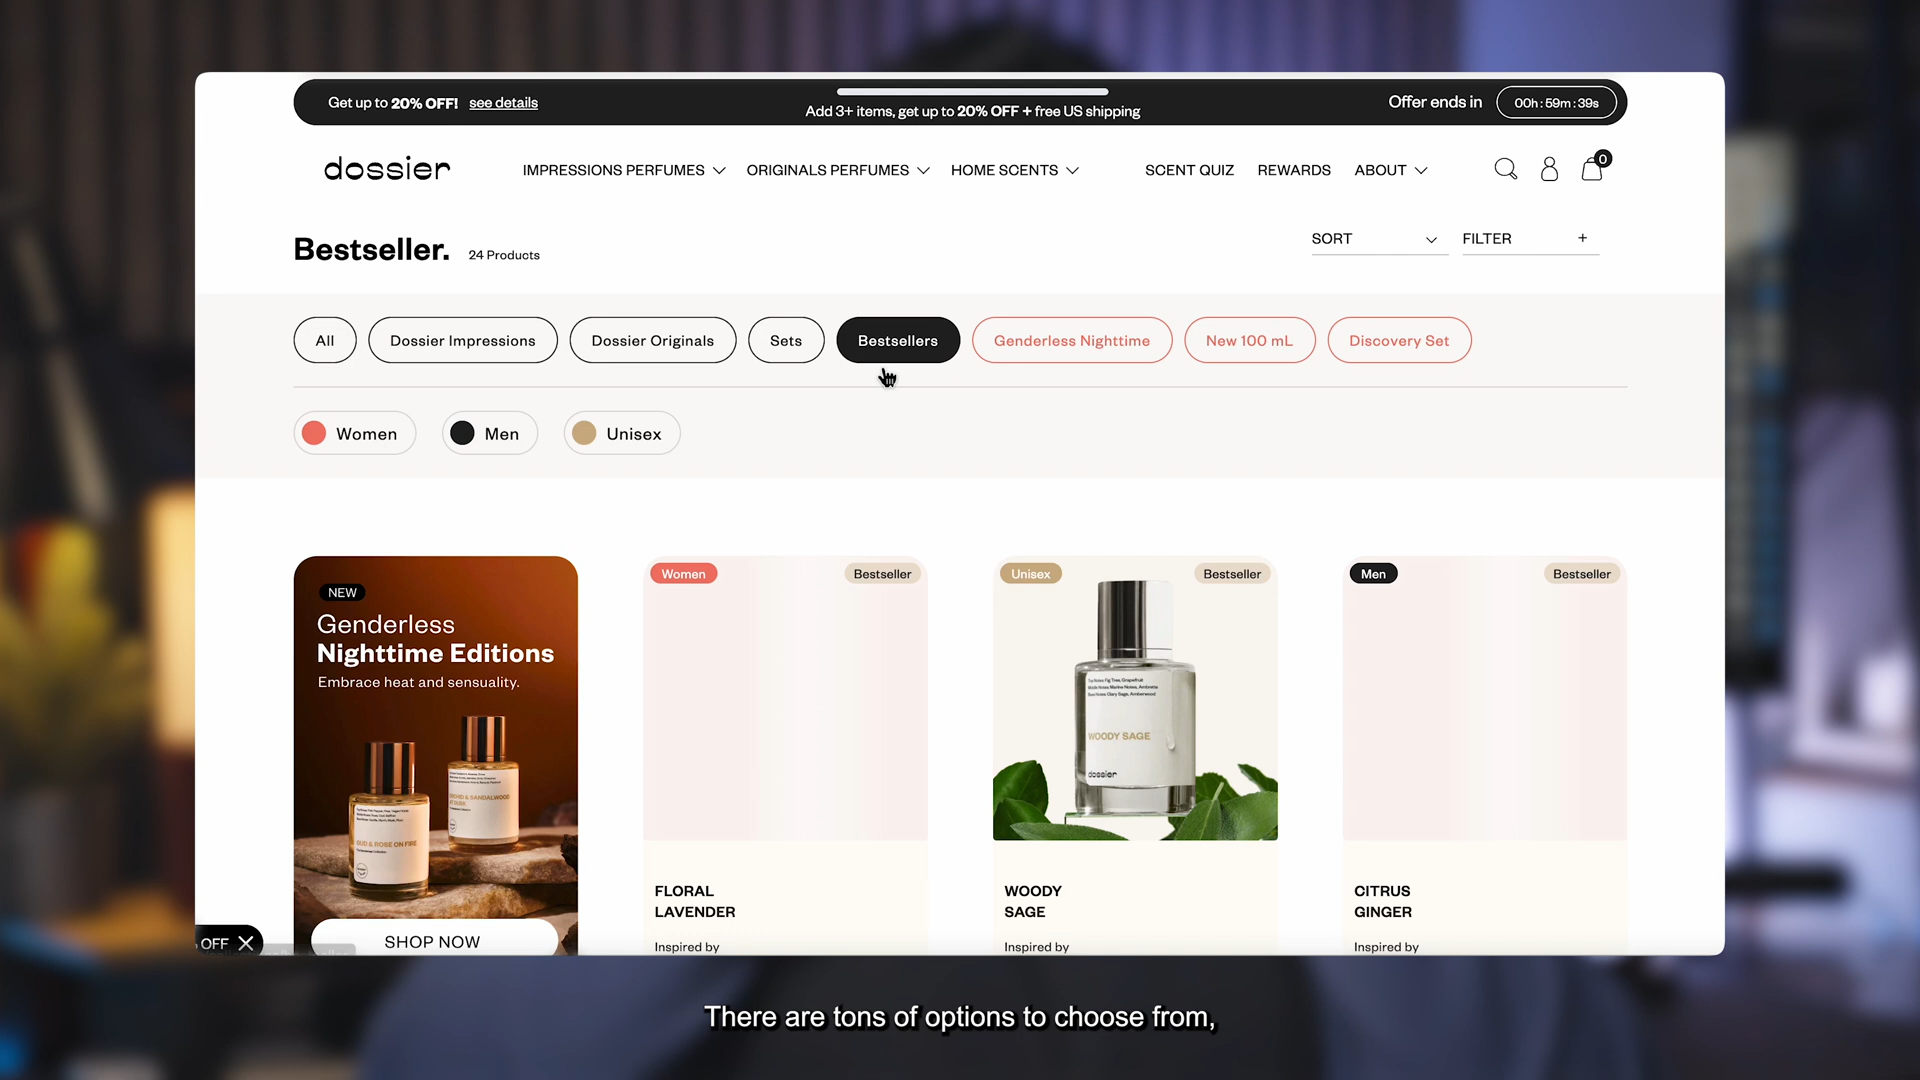 Get up to 20% OFF! see details
Add 3+ items, get up to 20% OFF + free US shipping
Offer ends in 00h : 59m : 39s
dossier
IMPRESSIONS PERFUMES
ORIGINALS PERFUMES
HOME SCENTS
SCENT QUIZ
REWARDS
ABOUT
0
Bestseller.
24 Products
SORT
FILTER +
All
Dossier Impressions
Dossier Originals
Sets
Bestsellers
Genderless Nighttime
New 100 mL
Discovery Set
Women
Men
Unisex
NEW
Genderless
Nighttime Editions
Embrace heat and sensuality.
OUD & ROSE ON FIRE
SHOP NOW
Women
Bestseller
FLORAL
LAVENDER
Inspired by
Unisex
Bestseller
WOODY SAGE
dossier
WOODY
SAGE
Inspired by
Men
Bestseller
CITRUS
GINGER
Inspired by
OFF
There are tons of options to choose from,